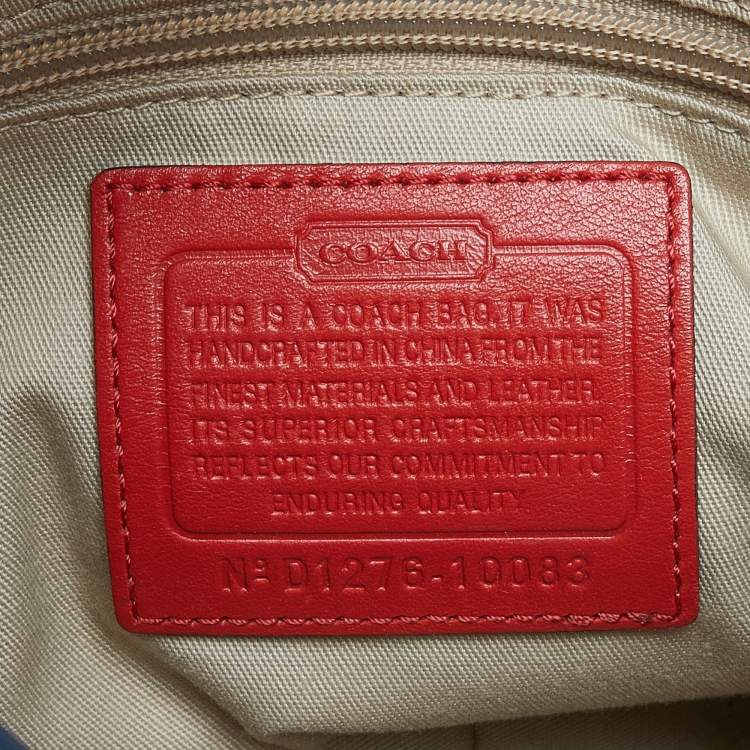 COACH
THIS IS A COACH BAG. IT WAS
HANDCRAFTED IN CHINA FROM THE
FINEST MATERIALS AND LEATHER.
ITS SUPERIOR CRAFTSMANSHIP
REFLECTS OUR COMMITMENT TO
ENDURING QUALITY.
Nº D1276-10083